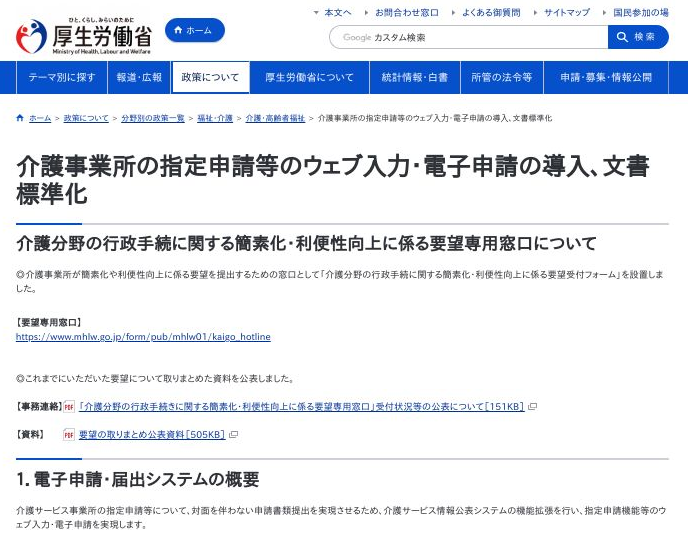 ひと、くらし、みらいのために
厚生労働省
Ministry of Health, Labour and Welfare
ホーム
本文へ お問合わせ窓口 よくある御質問 サイトマップ 国民参加の場
Google カスタム検索 検索
テーマ別に探す 報道・広報 政策について 厚生労働省について 統計情報・白書 所管の法令等 申請・募集・情報公開
ホーム > 政策について > 分野別の政策一覧 > 福祉・介護 > 介護・高齢者福祉 > 介護事業所の指定申請等のウェブ入力・電子申請の導入、文書標準化
介護事業所の指定申請等のウェブ入力・電子申請の導入、文書
標準化
介護分野の行政手続に関する簡素化・利便性向上に係る要望専用窓口について
◎介護事業所が簡素化や利便性向上に係る要望を提出するための窓口として「介護分野の行政手続に関する簡素化・利便性向上に係る要望受付フォーム」を設置しま
した。
【要望専用窓口】
https://www.mhlw.go.jp/form/pub/mhlw01/kaigo_hotline
◎これまでにいただいた要望について取りまとめた資料を公表しました。
【事務連絡】 PDF 「介護分野の行政手続きに関する簡素化・利便性向上に係る要望専用窓口」受付状況等の公表について[151KB]
【資料】 PDF 要望の取りまとめ公表資料[505KB]
1. 電子申請・届出システムの概要
介護サービス事業所の指定申請等について、対面を伴わない申請書類提出を実現させるため、介護サービス情報公表システムの機能拡張を行い、指定申請機能等のウ
ェブ入力・電子申請を実現します。